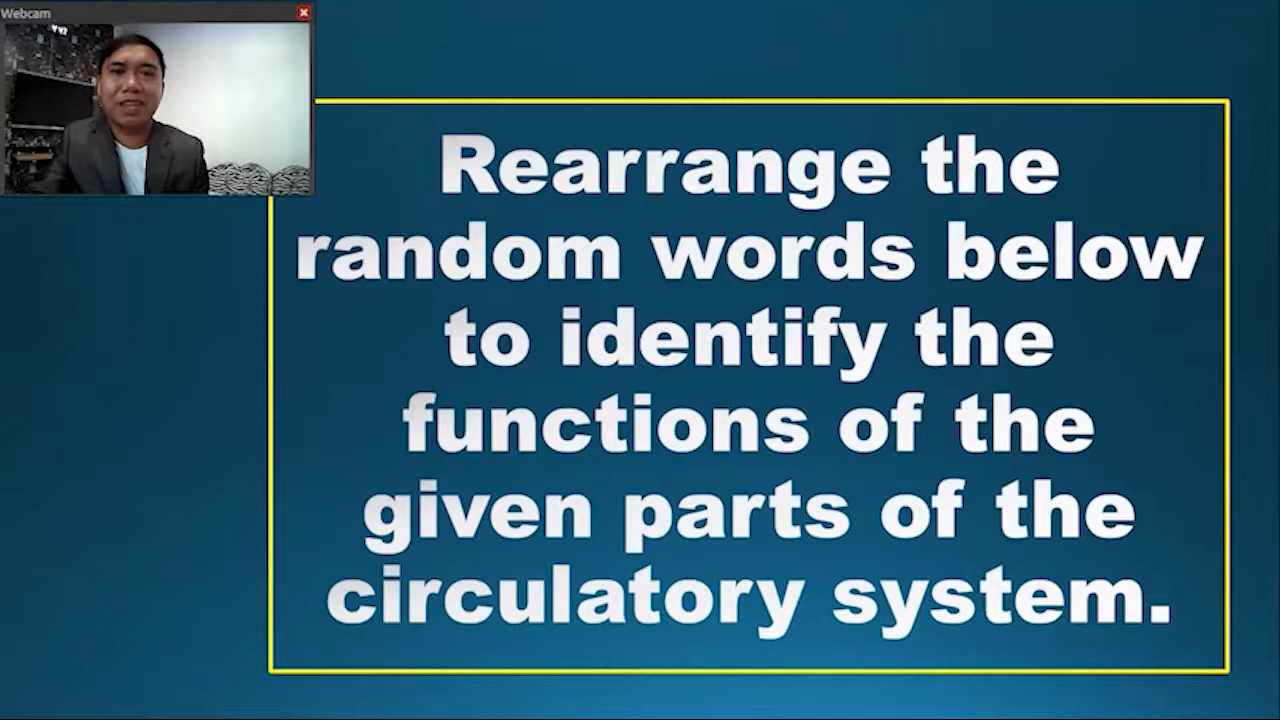 Webcam
Rearrange the
random words below
to identify the
functions of the
given parts of the
circulatory system.